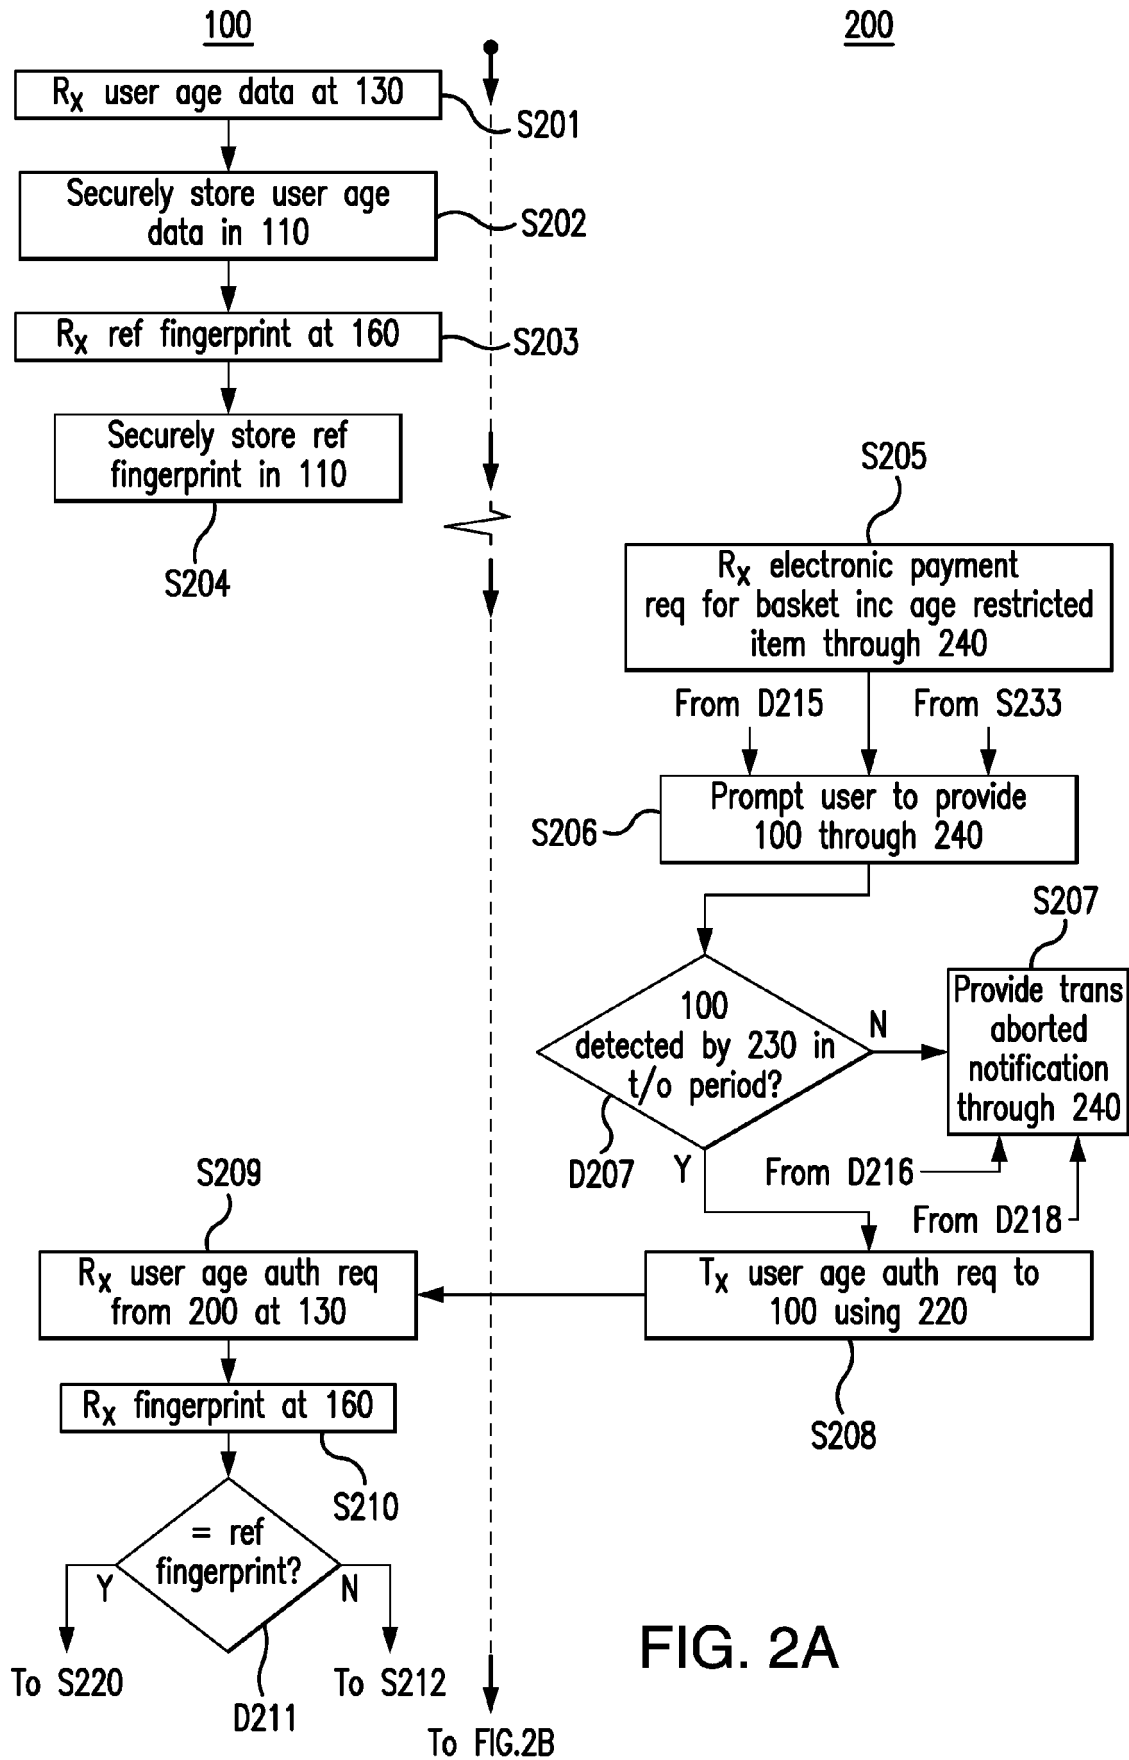 100
200
Rx user age data at 130
S201
Securely store user age
data in 110
S202
Rx ref fingerprint at 160
S203
Securely store ref
fingerprint in 110
S204
S205
Rx electronic payment
req for basket inc age restricted
item through 240
From D215
From S233
Prompt user to provide
100 through 240
S206
S207
Provide trans
aborted
notification
through 240
100
detected by 230 in
t/o period?
N
D207
Y
From D216
From D218
S209
Rx user age auth req
from 200 at 130
Tx user age auth req to
100 using 220
S208
Rx fingerprint at 160
S210
= ref
fingerprint?
Y
N
To S220
To S212
D211
FIG. 2A
To FIG.2B